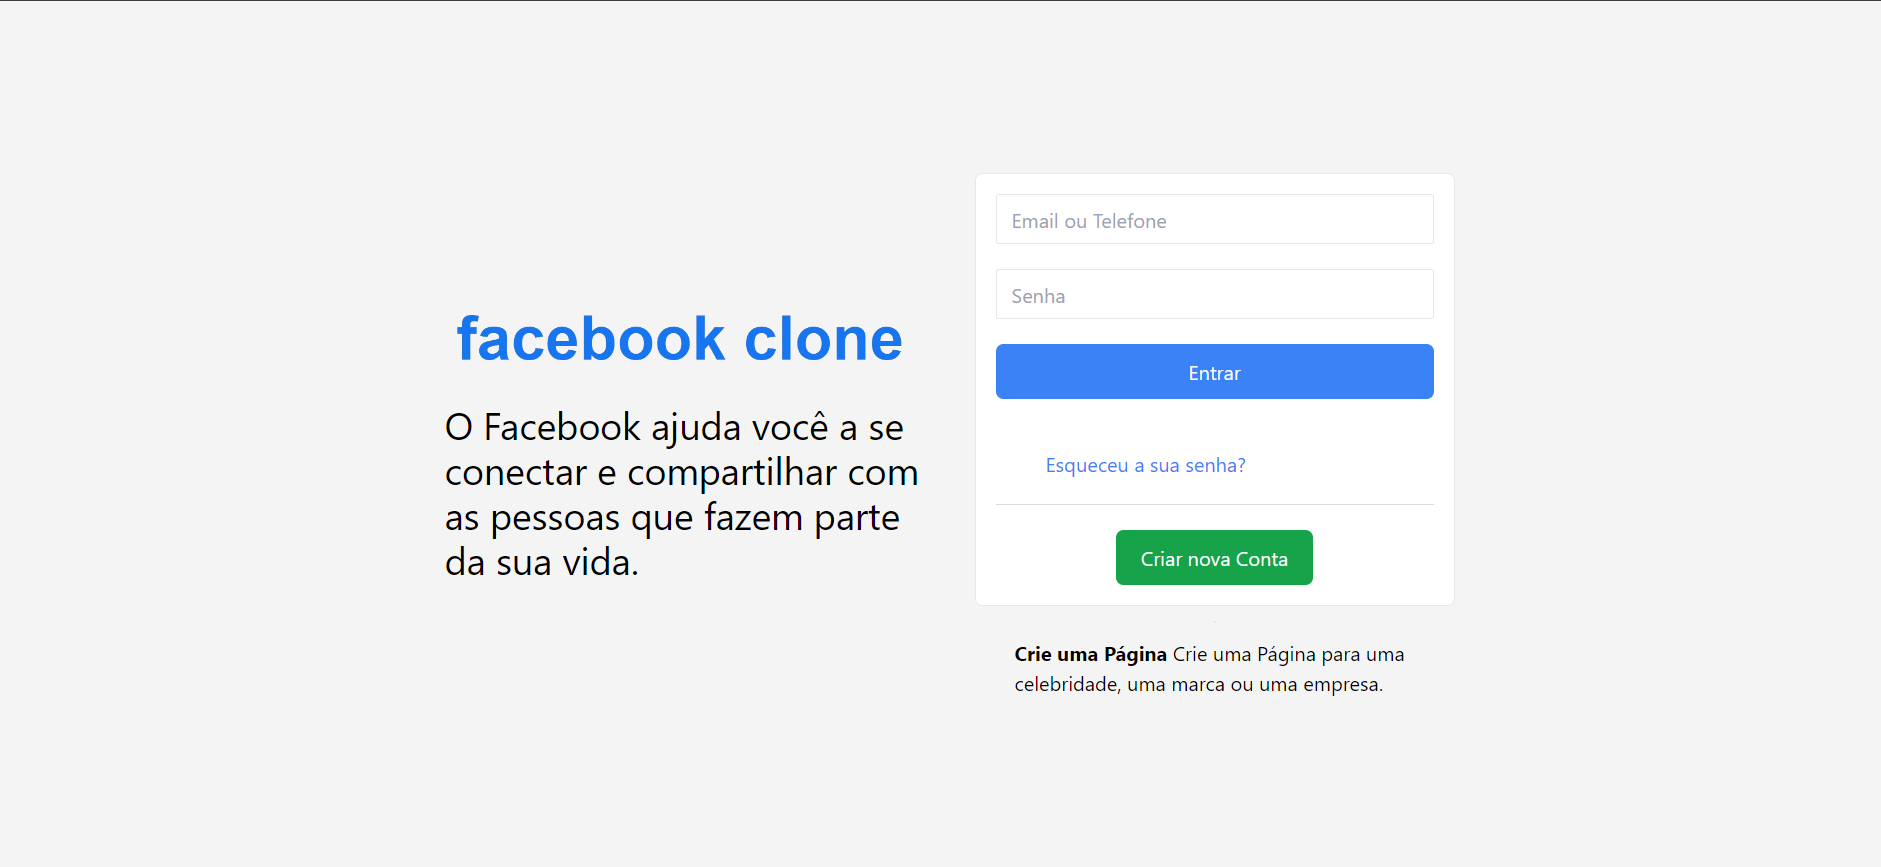 facebook clone
O Facebook ajuda você a se
conectar e compartilhar com
as pessoas que fazem parte
da sua vida.
Email ou Telefone
Senha
Entrar
Esqueceu a sua senha?
Criar nova Conta
Crie uma Página Crie uma Página para uma
celebridade, uma marca ou uma empresa.